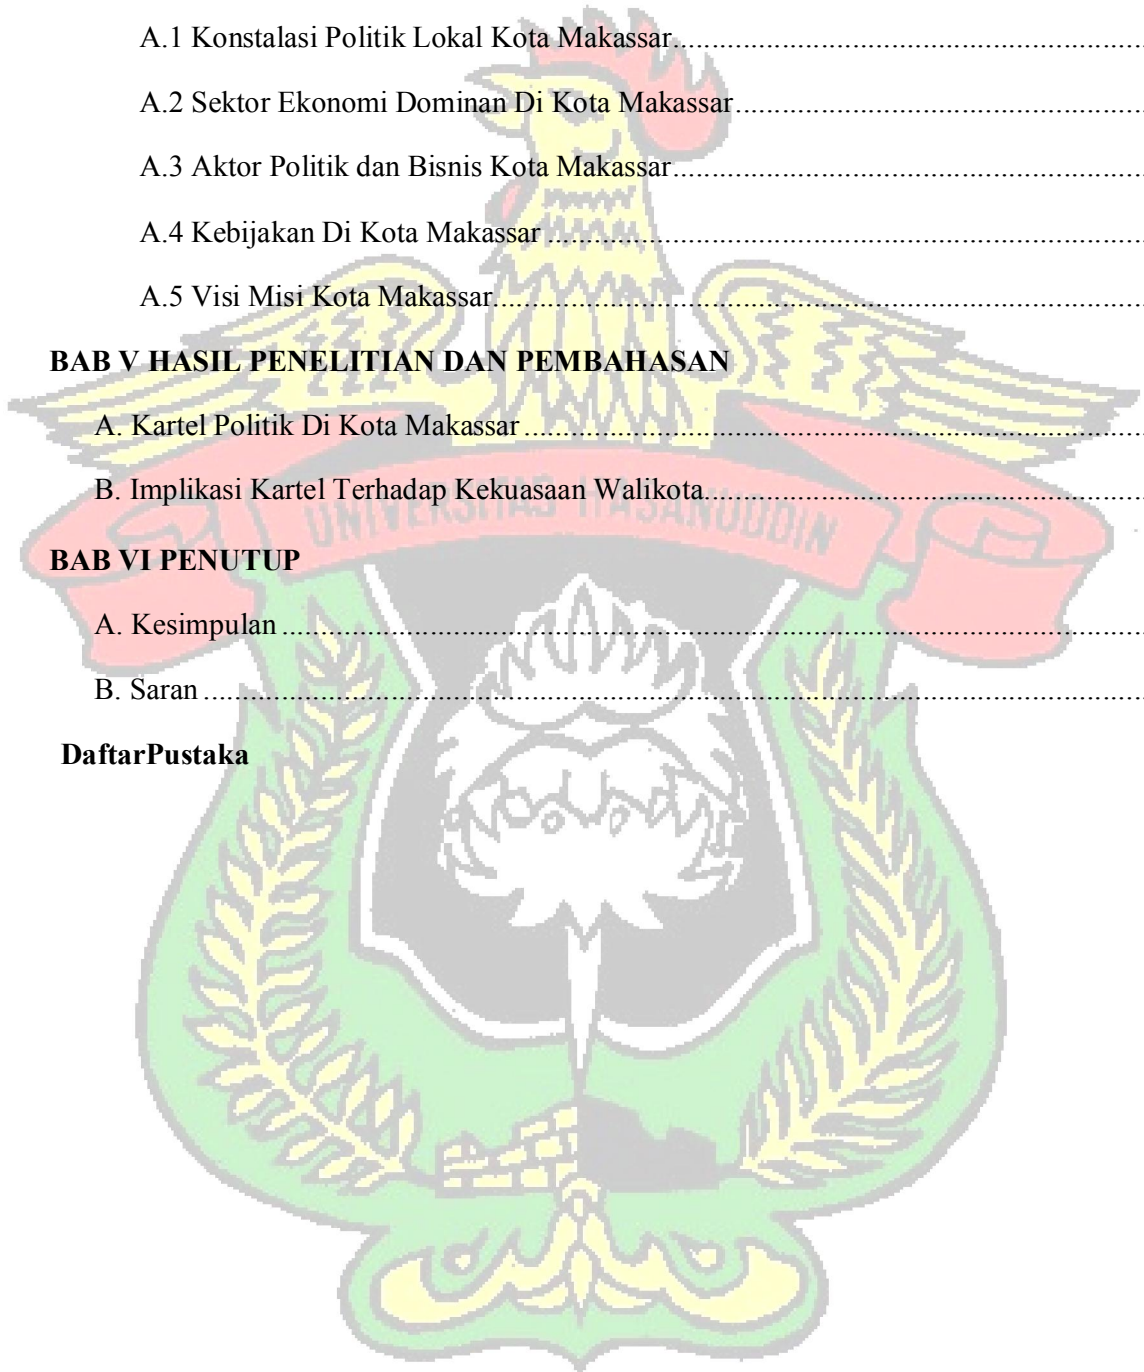 A.1 Konstalasi Politik Lokal Kota Makassar
A.2 Sektor Ekonomi Dominan Di Kota Makassar
A.3 Aktor Politik dan Bisnis Kota Makassar
A.4 Kebijakan Di Kota Makassar
A.5 Visi Misi Kota Makassar
BAB V HASIL PENELITIAN DAN PEMBAHASAN
A. Kartel Politik Di Kota Makassar
B. Implikasi Kartel Terhadap Kekuasaan Walikota
UNIVERSITAS HASANUDDIN
BAB VI PENUTUP
A. Kesimpulan
B. Saran
DaftarPustaka